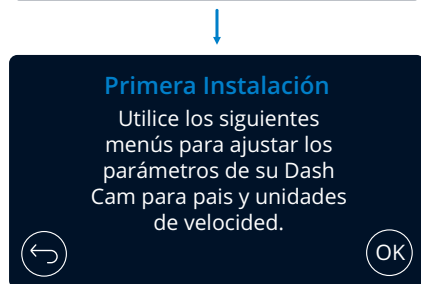 Primera Instalación
Utilice los siguientes
menús para ajustar los
parámetros de su Dash
Cam para pais y unidades
de velocided.
OK